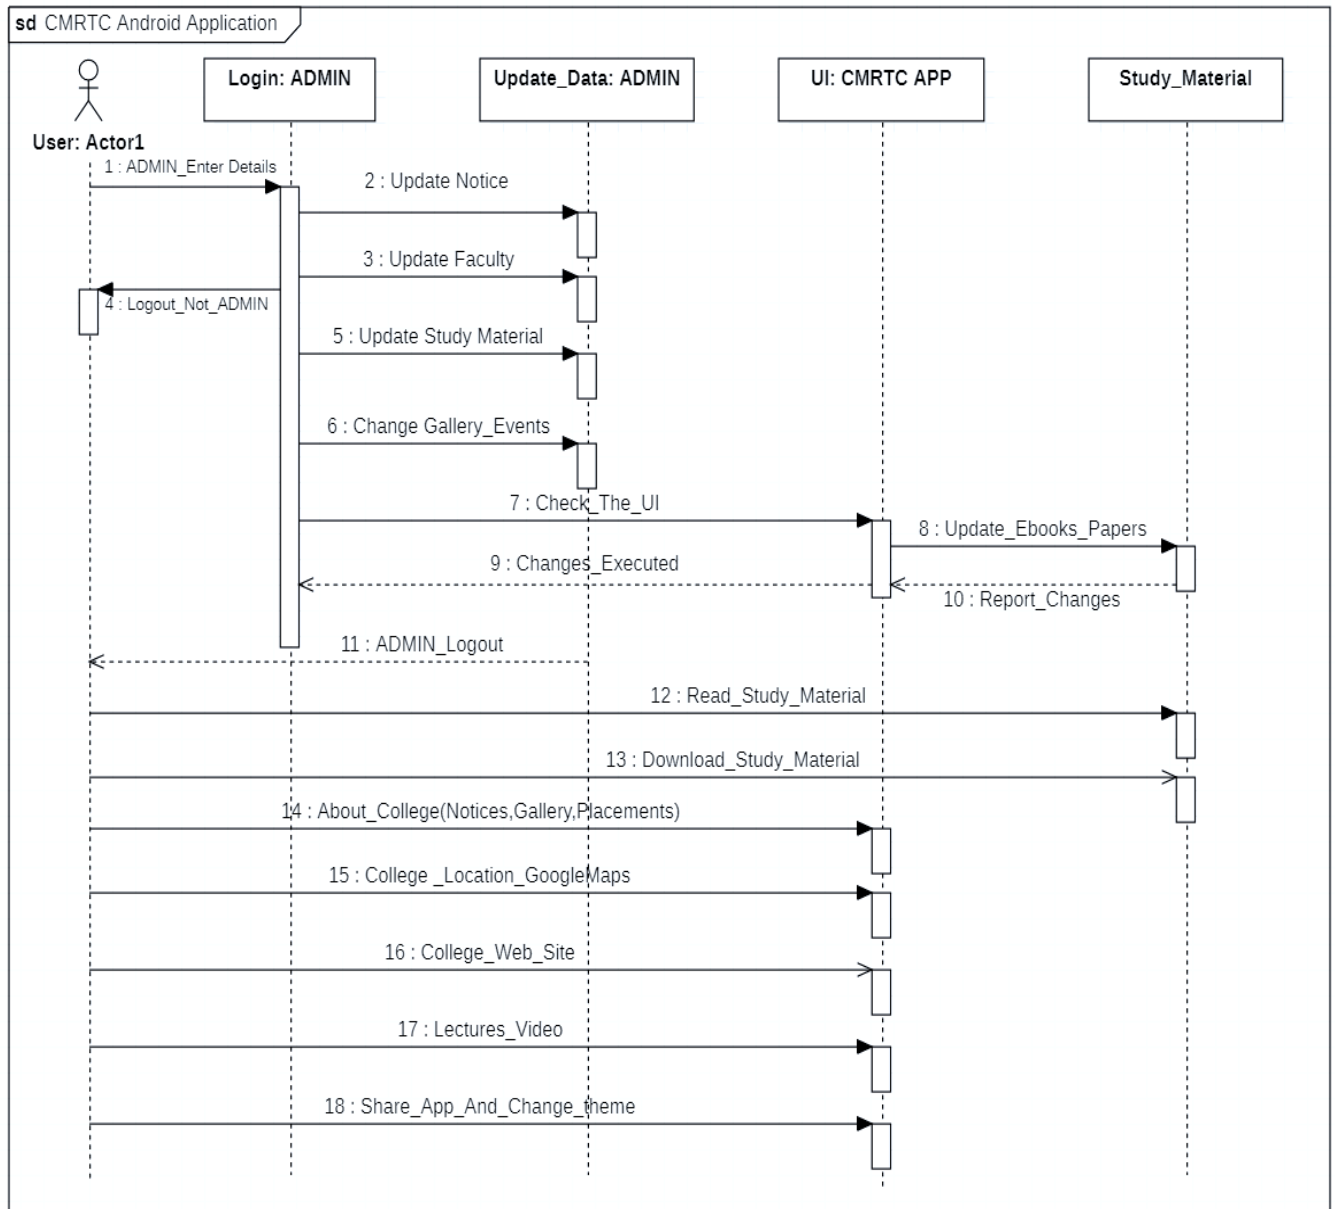 sd CMRTC Android Application
Login: ADMIN
Update_Data: ADMIN
UI: CMRTC APP
Study_Material
User: Actor1
1 : ADMIN_Enter Details
2 : Update Notice
3 : Update Faculty
4 : Logout_Not_ADMIN
5 : Update Study Material
6 : Change Gallery_Events
7 : Check_The_UI
8 : Update_Ebooks_Papers
9 : Changes_Executed
10 : Report_Changes
11 : ADMIN_Logout
12 : Read_Study_Material
13 : Download_Study_Material
14 : About_College(Notices,Gallery,Placements)
15 : College _Location_GoogleMaps
16 : College_Web_Site
17 : Lectures_Video
18 : Share_App_And_Change_theme